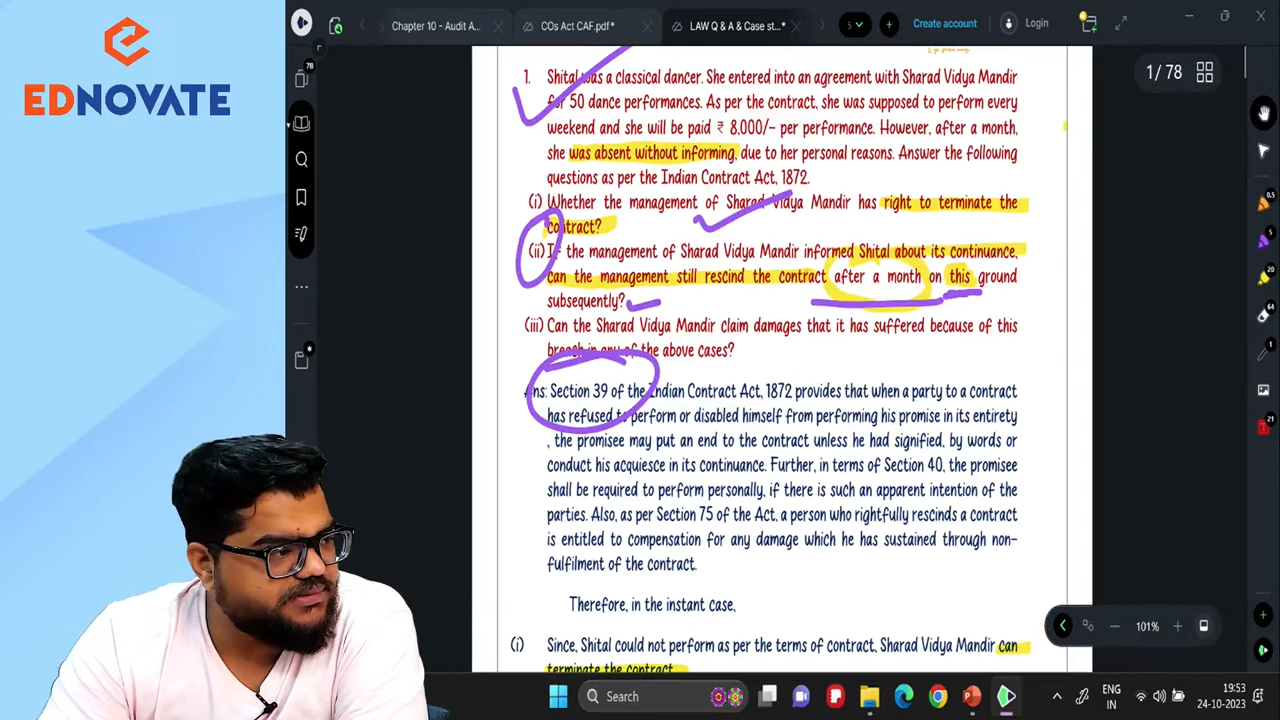 EDNOVATE
Chapter 10 - Audit A...
COs Act CAF.pdf*
LAW Q & A & Case st...*
5
Create account
Login
78
1/78
1. Shital was a classical dancer. She entered into an agreement with Sharad Vidya Mandir
for 50 dance performances. As per the contract, she was supposed to perform every
weekend and she will be paid ₹ 8,000/- per performance. However, after a month,
she was absent without informing, due to her personal reasons. Answer the following
questions as per the Indian Contract Act, 1872.
(i) Whether the management of Sharad Vidya Mandir has right to terminate the
contract?
(ii) If the management of Sharad Vidya Mandir informed Shital about its continuance,
can the management still rescind the contract after a month on this ground
subsequently?
(iii) Can the Sharad Vidya Mandir claim damages that it has suffered because of this
breach in any of the above cases?
Ans: Section 39 of the Indian Contract Act, 1872 provides that when a party to a contract
has refused to perform or disabled himself from performing his promise in its entirety
, the promisee may put an end to the contract unless he had signified, by words or
conduct his acquiesce in its continuance. Further, in terms of Section 40, the promisee
shall be required to perform personally, if there is such an apparent intention of the
parties. Also, as per Section 75 of the Act, a person who rightfully rescinds a contract
is entitled to compensation for any damage which he has sustained through non-
fulfilment of the contract.
Therefore, in the instant case,
(i) Since, Shital could not perform as per the terms of contract, Sharad Vidya Mandir can
terminate the contract.
101%
Search
ENG
IN
19:53
24-10-2023